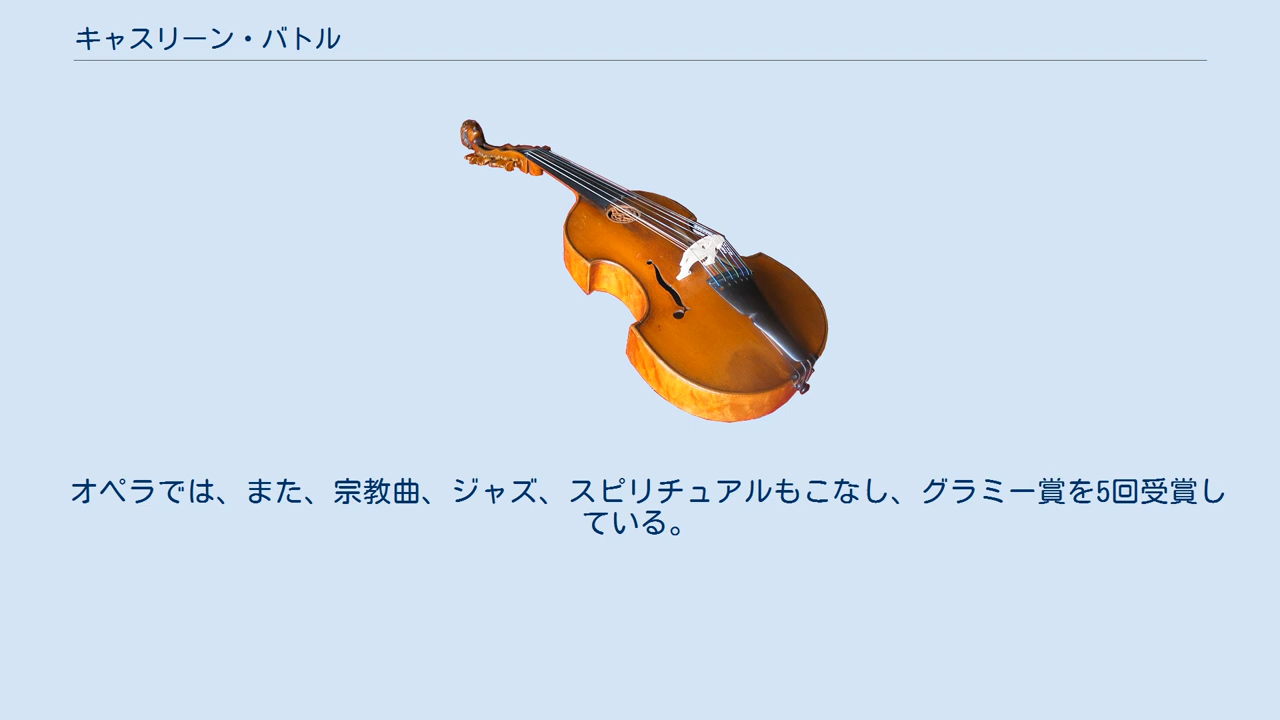 キャスリーン・バトル
オペラでは、また、宗教曲、ジャズ、スピリチュアルもこなし、グラミー賞を5回受賞し
ている。